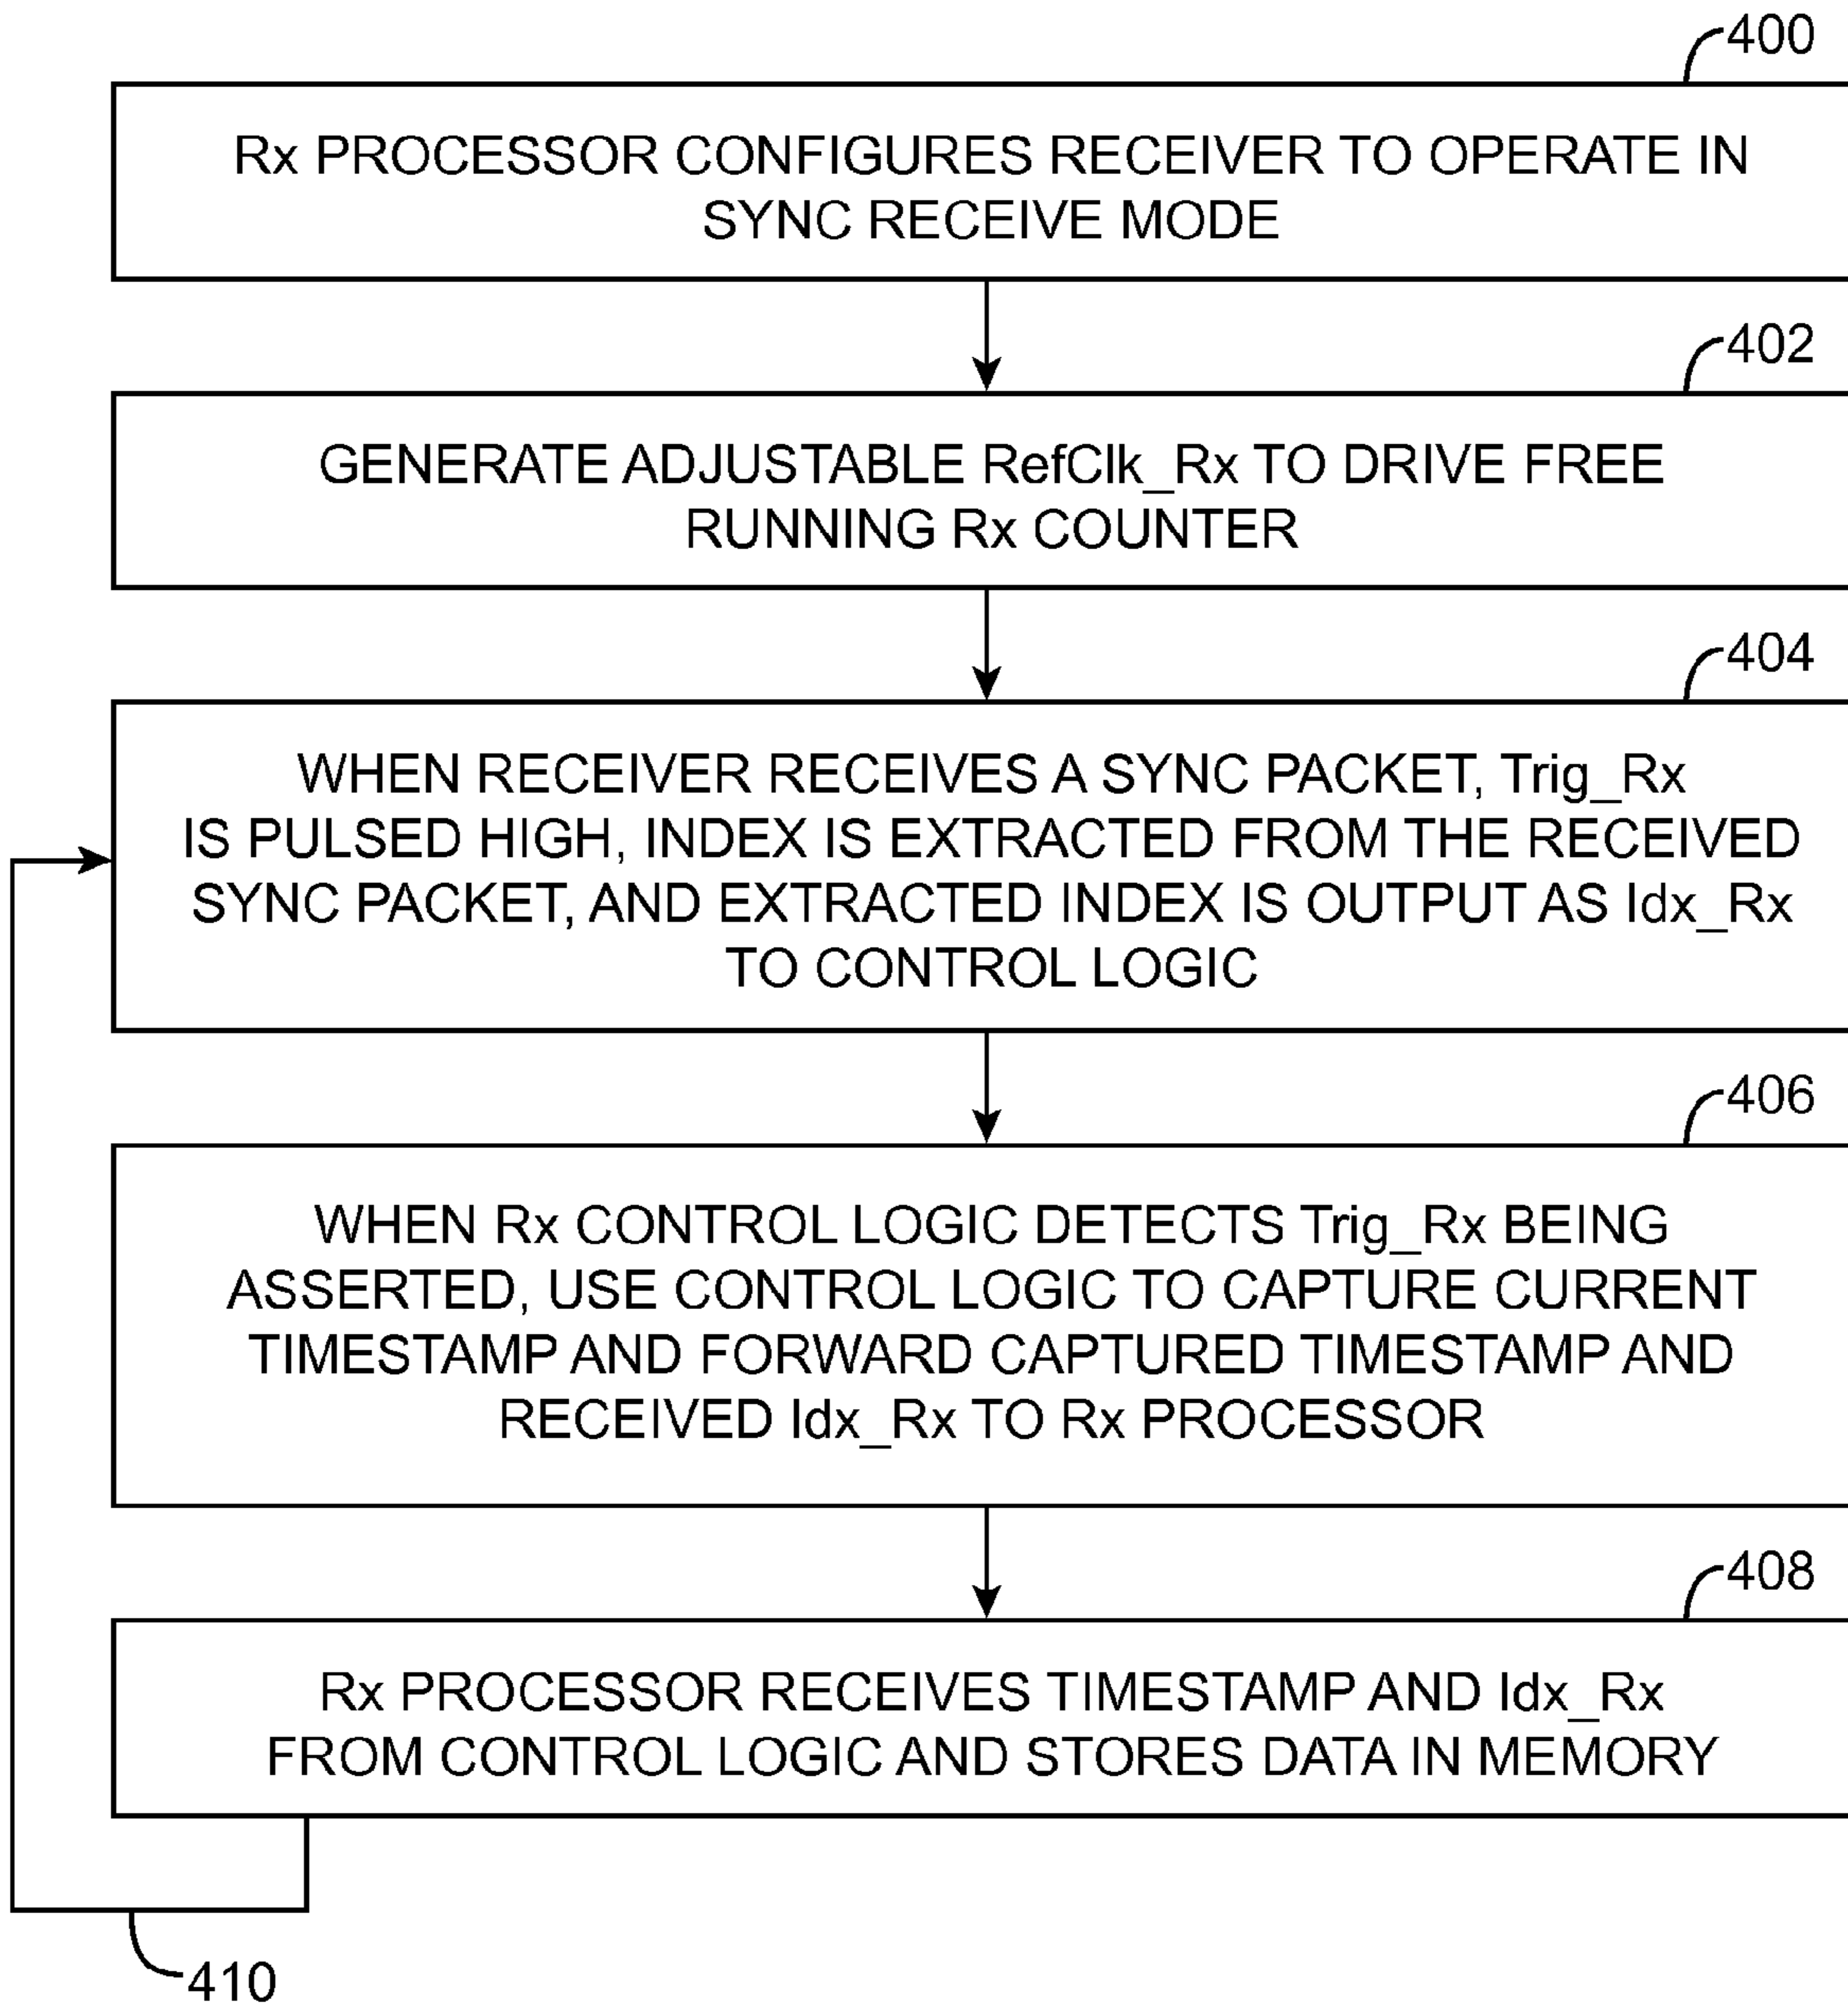 400
Rx PROCESSOR CONFIGURES RECEIVER TO OPERATE IN
SYNC RECEIVE MODE
402
GENERATE ADJUSTABLE RefClk_Rx TO DRIVE FREE
RUNNING Rx COUNTER
404
WHEN RECEIVER RECEIVES A SYNC PACKET, Trig_Rx
IS PULSED HIGH, INDEX IS EXTRACTED FROM THE RECEIVED
SYNC PACKET, AND EXTRACTED INDEX IS OUTPUT AS Idx_Rx
TO CONTROL LOGIC
406
WHEN Rx CONTROL LOGIC DETECTS Trig_Rx BEING
ASSERTED, USE CONTROL LOGIC TO CAPTURE CURRENT
TIMESTAMP AND FORWARD CAPTURED TIMESTAMP AND
RECEIVED Idx_Rx TO Rx PROCESSOR
408
Rx PROCESSOR RECEIVES TIMESTAMP AND Idx_Rx
FROM CONTROL LOGIC AND STORES DATA IN MEMORY
410